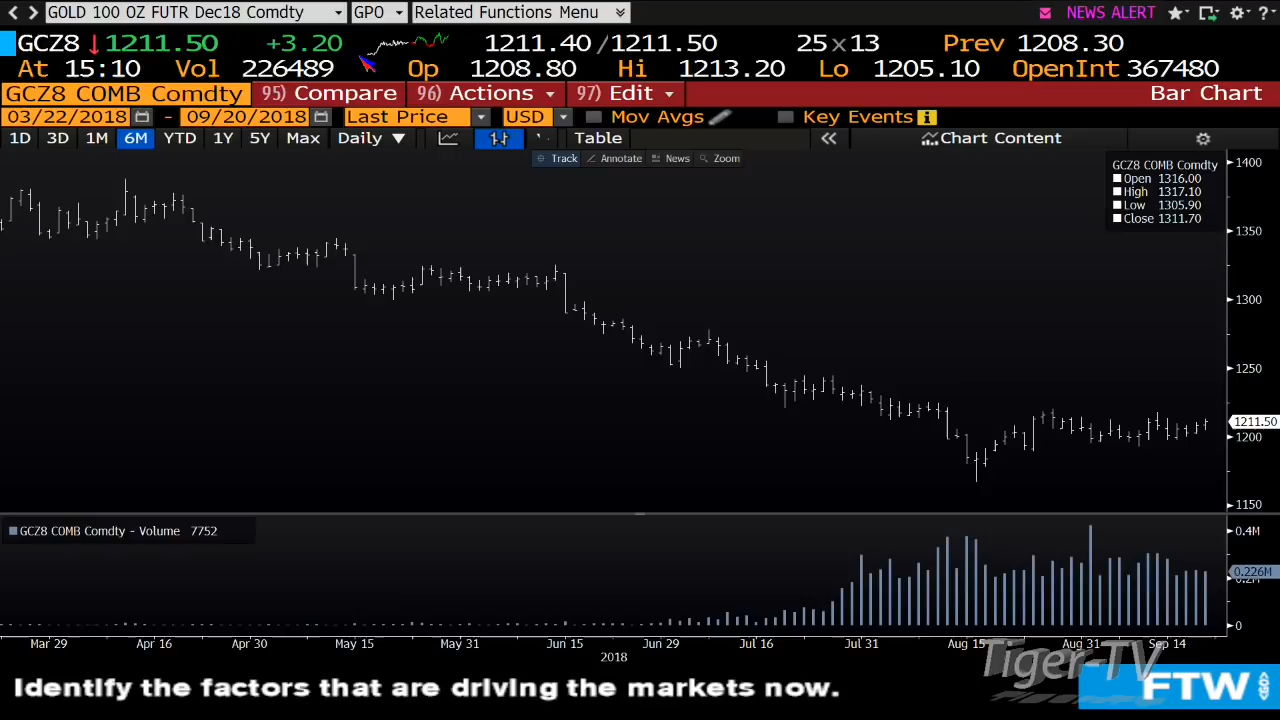 GOLD 100 OZ FUTR Dec18 Comdty GPO Related Functions Menu NEWS ALERT ?
GCZ8 ↓1211.50 +3.20 1211.40/1211.50 25x13 Prev 1208.30
At 15:10 Vol 226489 Op 1208.80 Hi 1213.20 Lo 1205.10 OpenInt 367480
GCZ8 COMB Comdty 95) Compare 96) Actions 97) Edit Bar Chart
03/22/2018 - 09/20/2018 Last Price USD Mov Avgs Key Events i
1D 3D 1M 6M YTD 1Y 5Y Max Daily ▼ Table « Chart Content
Track Annotate News Zoom
GCZ8 COMB Comdty
Open 1316.00
High 1317.10
Low 1305.90
Close 1311.70
1400
1350
1300
1250
1211.50
1200
1150
GCZ8 COMB Comdty - Volume 7752
0.4M
0.226M
0
Mar 29 Apr 16 Apr 30 May 15 May 31 Jun 15 Jun 29 Jul 16 Jul 31 Aug 15 Aug 31 Sep 14
2018
Tiger-TV
Identify the factors that are driving the markets now.
FTW